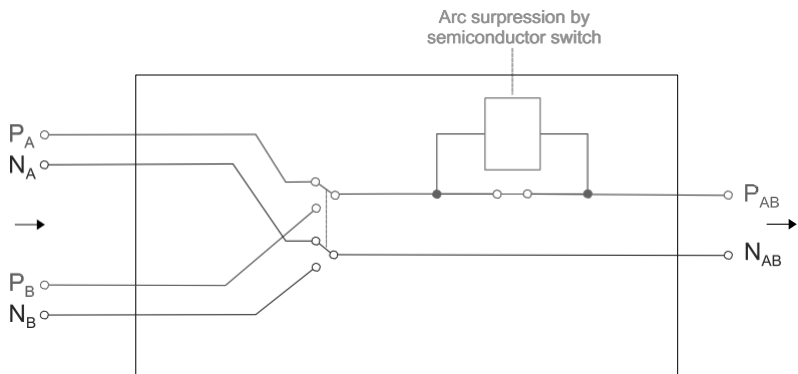 Arc surpression by
semiconductor switch
PA
NA
PAB
NAB
PB
NB